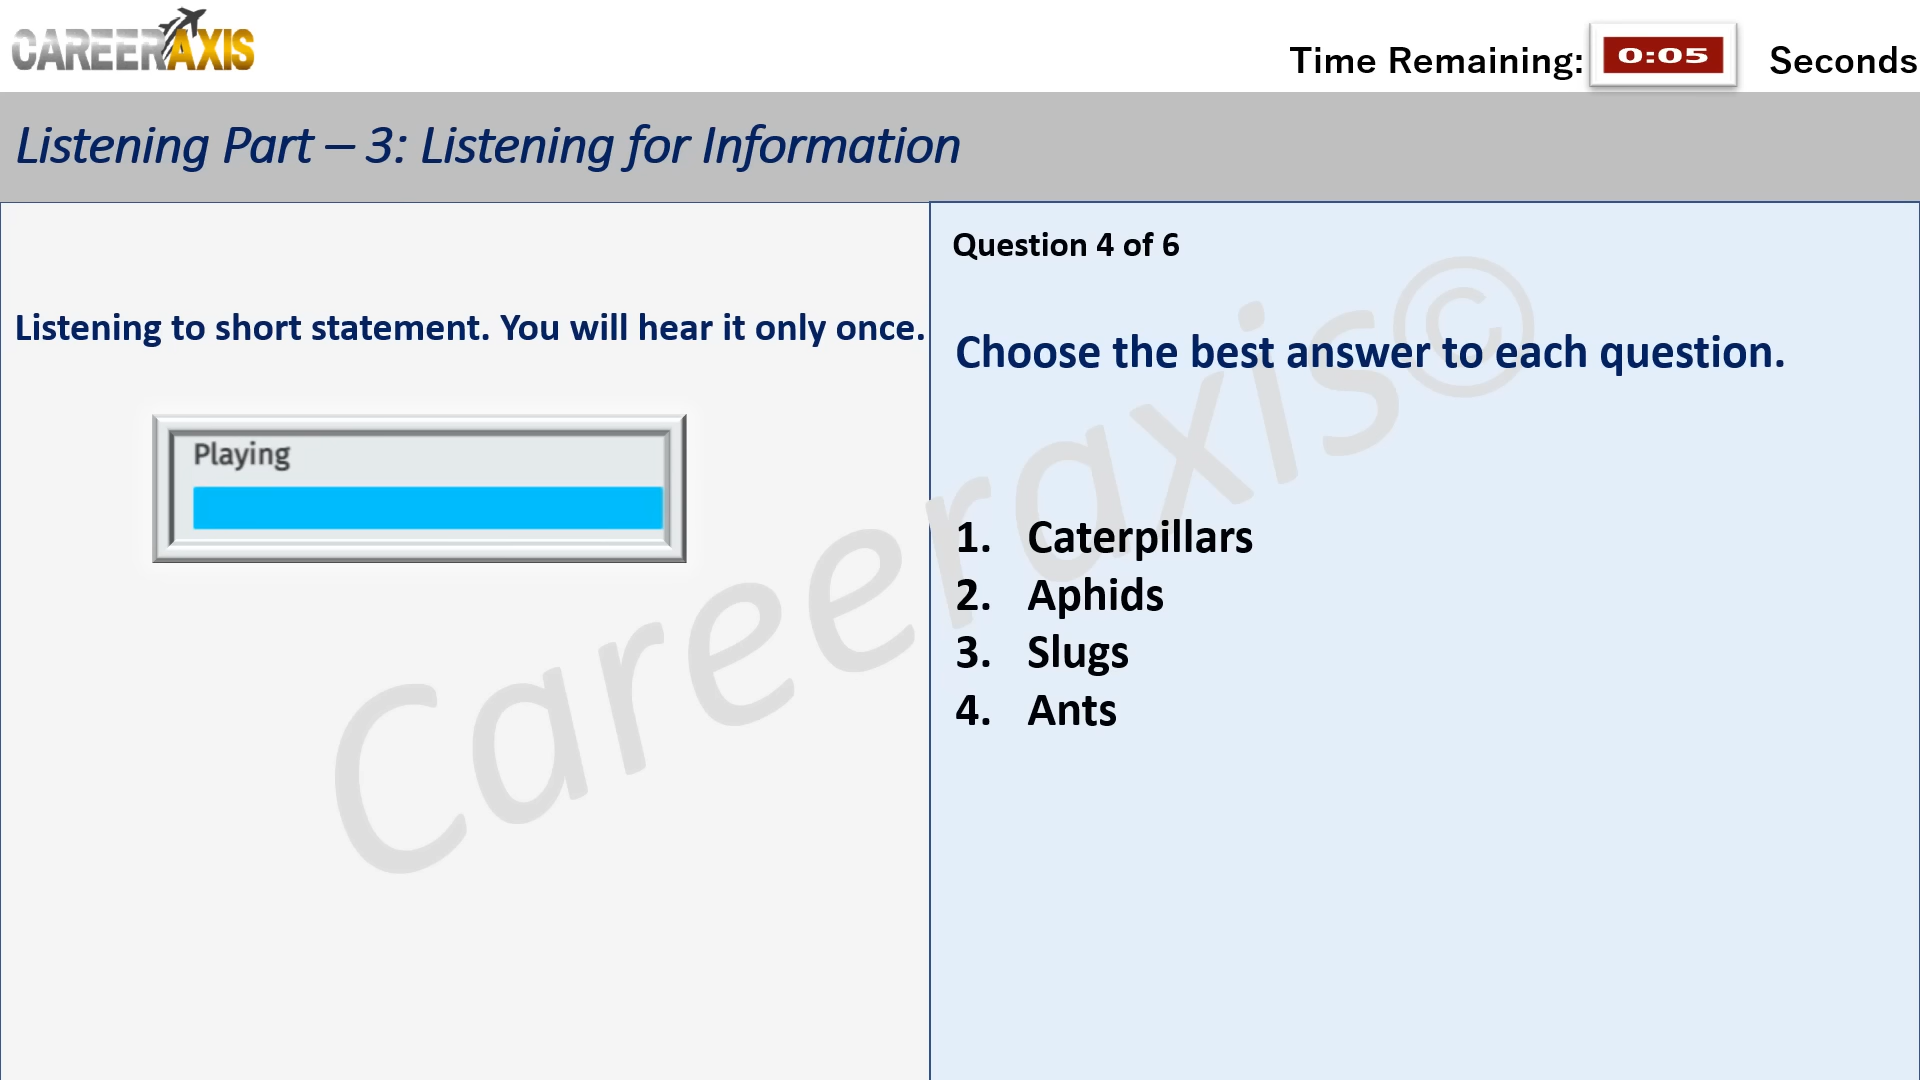 CAREERAXIS
Time Remaining: 0:05 Seconds
Listening Part – 3: Listening for Information
Listening to short statement. You will hear it only once.
Playing
Question 4 of 6
Choose the best answer to each question.
1. Caterpillars
2. Aphids
3. Slugs
4. Ants
Careeraxis©